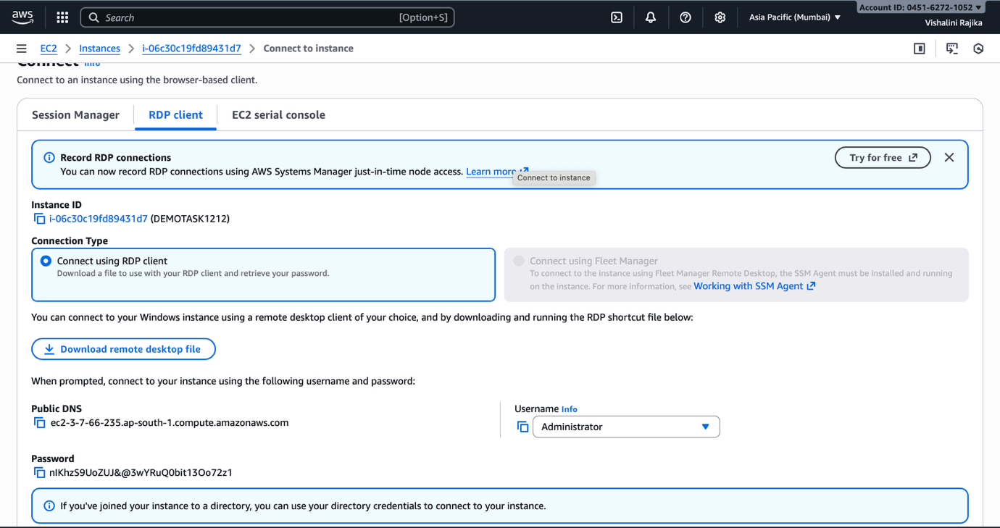 aws
Search [Option+S]
Asia Pacific (Mumbai)
Account ID: 0451-6272-1052
Vishalini Rajika
EC2 > Instances > i-06c30c19fd89431d7 > Connect to instance
Connect Info
Connect to an instance using the browser-based client.
Session Manager RDP client EC2 serial console
Record RDP connections
You can now record RDP connections using AWS Systems Manager just-in-time node access. Learn more
Try for free
Connect to instance
Instance ID
i-06c30c19fd89431d7 (DEMOTASK1212)
Connection Type
Connect using RDP client
Download a file to use with your RDP client and retrieve your password.
Connect using Fleet Manager
To connect to the instance using Fleet Manager Remote Desktop, the SSM Agent must be installed and running
on the instance. For more information, see Working with SSM Agent
You can connect to your Windows instance using a remote desktop client of your choice, and by downloading and running the RDP shortcut file below:
Download remote desktop file
When prompted, connect to your instance using the following username and password:
Public DNS
ec2-3-7-66-235.ap-south-1.compute.amazonaws.com
Username Info
Administrator
Password
nIKhzS9UoZUJ&@3wYRuQ0bit13Oo72z1
If you've joined your instance to a directory, you can use your directory credentials to connect to your instance.